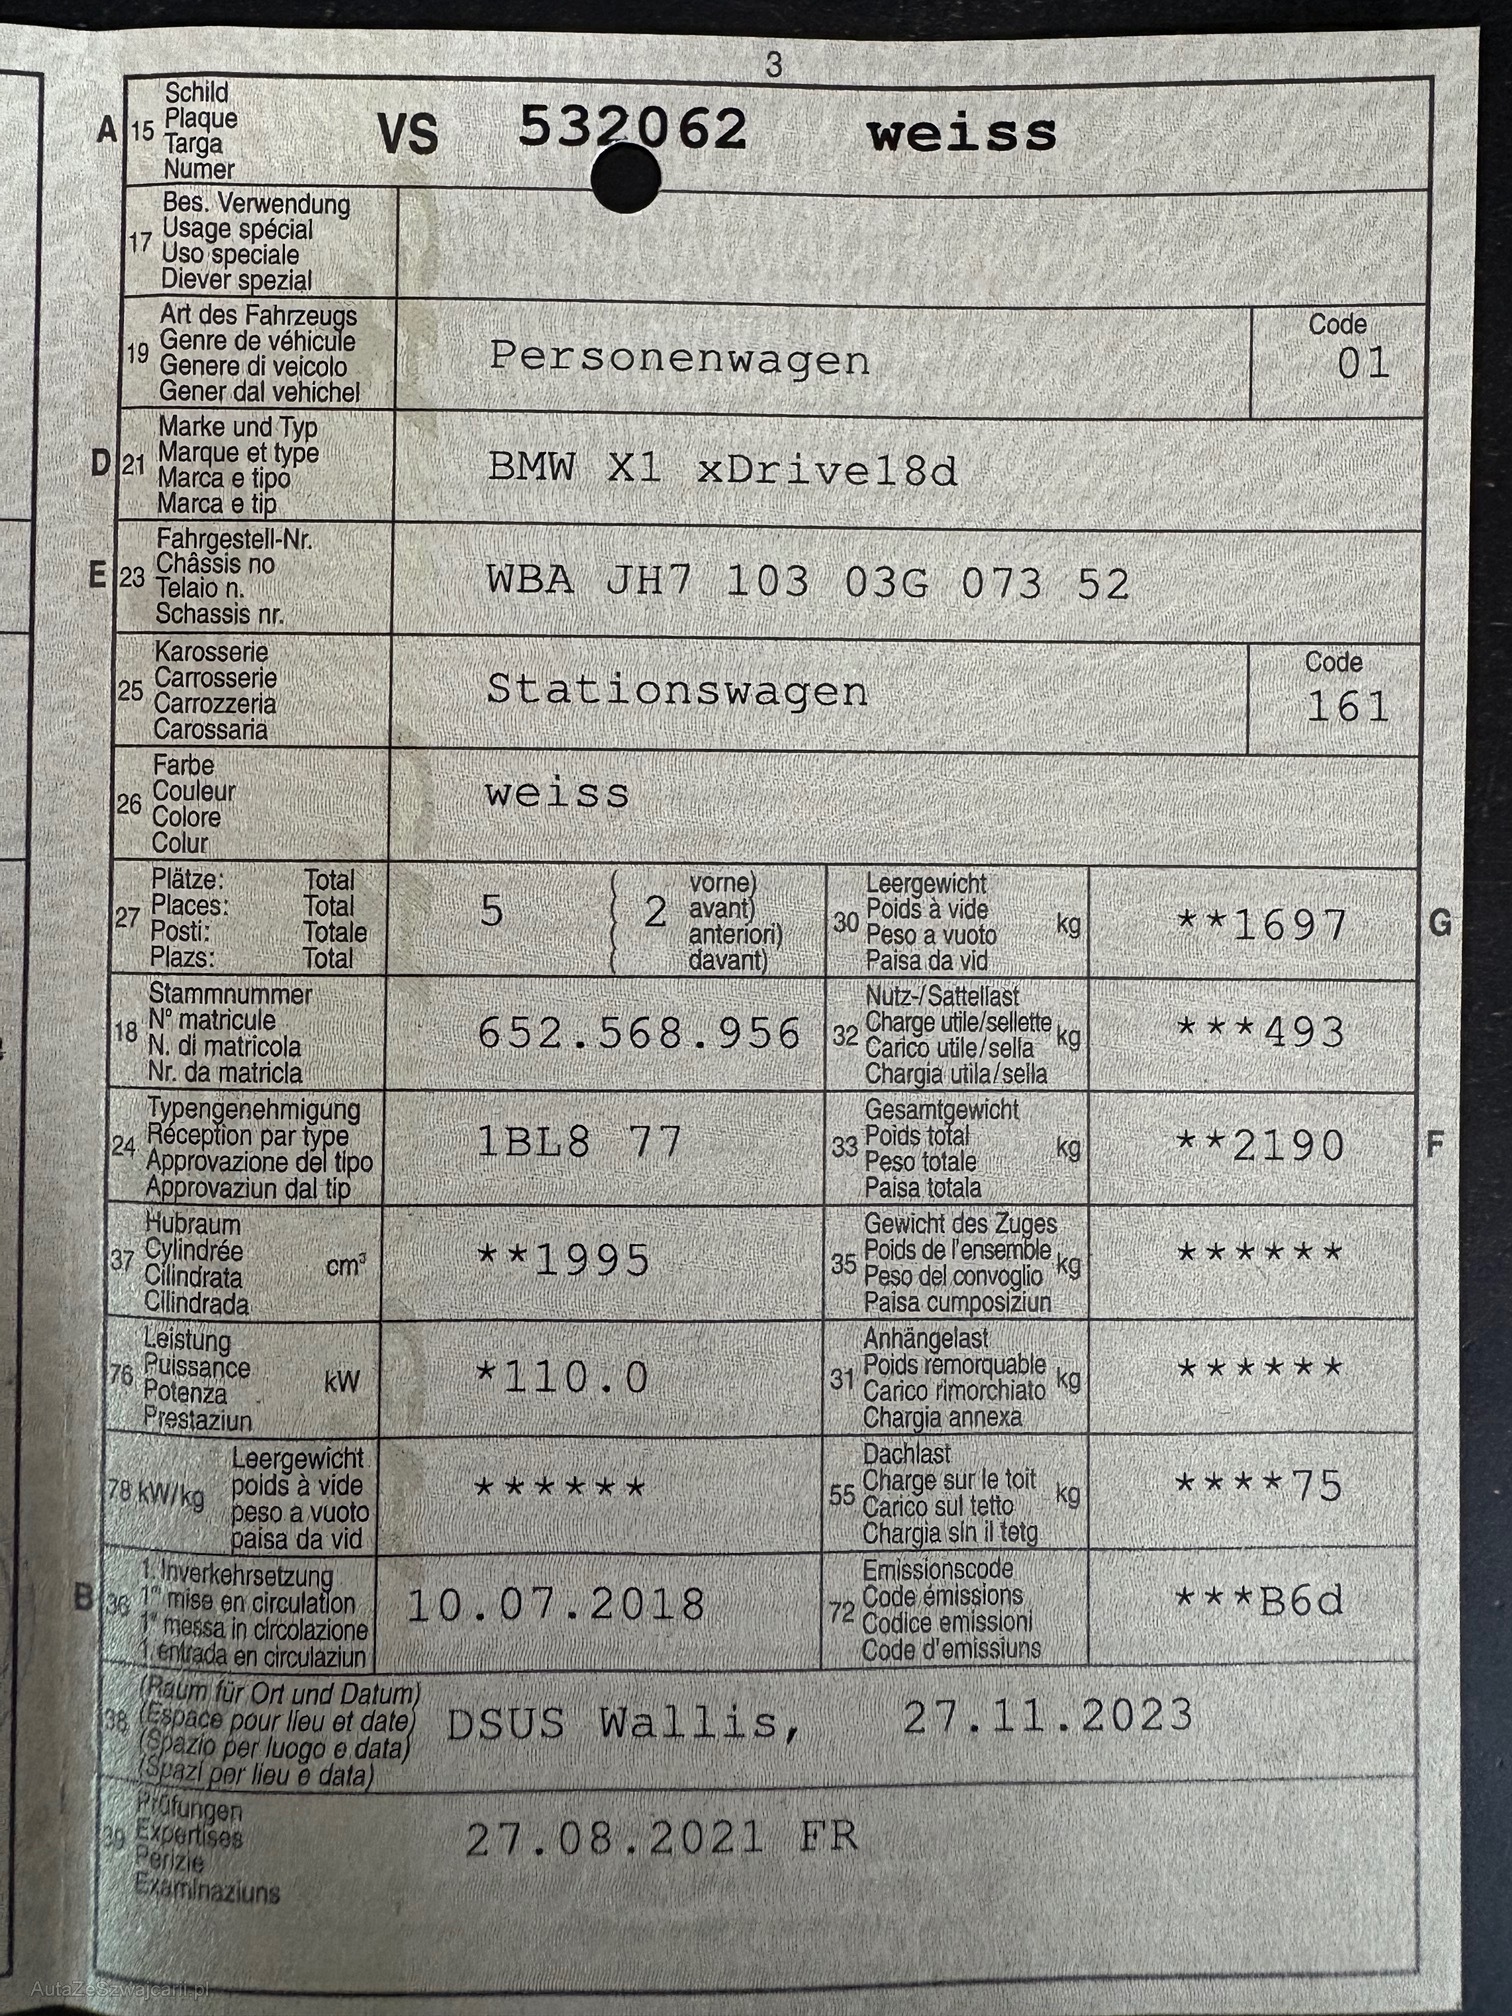 3
A 15 Schild
Plaque
Targa
Numer
VS 532062 weiss
17 Bes. Verwendung
Usage spécial
Uso speciale
Diever spezial
19 Art des Fahrzeugs
Genre de véhicule
Genere di veicolo
Gener dal vehichel
Personenwagen
Code
01
D 21 Marke und Typ
Marque et type
Marca e tipo
Marca e tip
BMW X1 xDrive18d
E 23 Fahrgestell-Nr.
Châssis no
Telaio n.
Schassis nr.
WBA JH7 103 03G 073 52
25 Karosserie
Carrosserie
Carrozzeria
Carossaria
Stationswagen
Code
161
26 Farbe
Couleur
Colore
Colur
weiss
27 Plätze: Total
Places: Total
Posti: Totale
Plazs: Total
5 ( 2 vorne)
avant)
anteriori)
davant)
30 Leergewicht
Poids à vide
Peso a vuoto
Paisa da vid
kg **1697 G
18 Stammnummer
N° matricule
N. di matricola
Nr. da matricla
652.568.956
32 Nutz-/Sattellast
Charge utile/sellette
Carico utile/sella
Chargia utila/sella
kg ***493
24 Typengenehmigung
Réception par type
Approvazione del tipo
Approvaziun dal tip
1BL8 77
33 Gesamtgewicht
Poids total
Peso totale
Paisa totala
kg **2190 F
37 Hubraum
Cylindrée
Cilindrata
Cilindrada
cm³ **1995
35 Gewicht des Zuges
Poids de l'ensemble
Peso del convoglio
Paisa cumposiziun
kg ******
76 Leistung
Puissance
Potenza
Prestaziun
kW *110.0
31 Anhängelast
Poids remorquable
Carico rimorchiato
Chargia annexa
kg ******
78 kW/kg Leergewicht
poids à vide
peso a vuoto
paisa da vid
******
55 Dachlast
Charge sur le toit
Carico sul tetto
Chargia sin il tetg
kg ****75
B 36 1. Inverkehrsetzung
1re mise en circulation
1a messa in circolazione
1. entrada en circulaziun
10.07.2018
72 Emissionscode
Code émissions
Codice emissioni
Code d'emissiuns
***B6d
38 (Raum für Ort und Datum)
(Espace pour lieu et date)
(Spazio per luogo e data)
(Spazi per lieu e data)
DSUS Wallis, 27.11.2023
39 Prüfungen
Expertises
Perizie
Examinaziuns
27.08.2021 FR
AutaZeSzwajcarii.pl